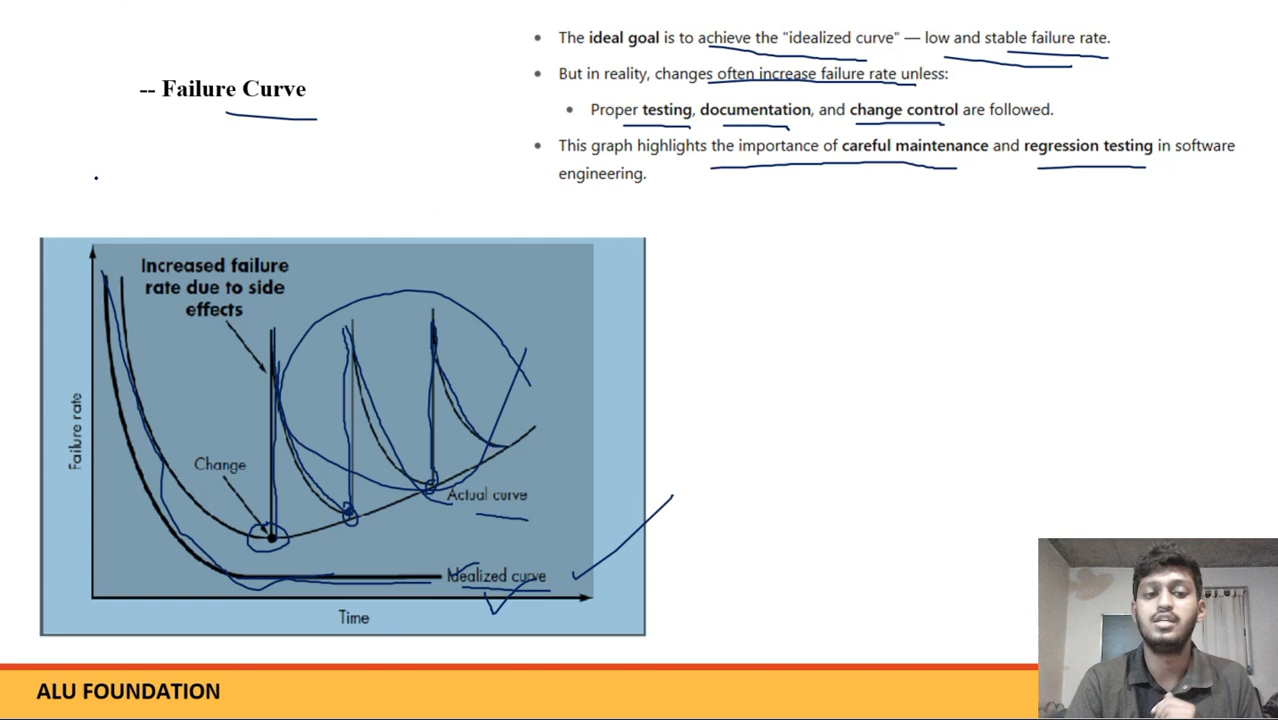 -- Failure Curve
• The ideal goal is to achieve the "idealized curve" — low and stable failure rate.
• But in reality, changes often increase failure rate unless:
• Proper testing, documentation, and change control are followed.
• This graph highlights the importance of careful maintenance and regression testing in software
engineering.
Increased failure
rate due to side
effects
Failure rate
Change
Actual curve
Idealized curve
Time
ALU FOUNDATION